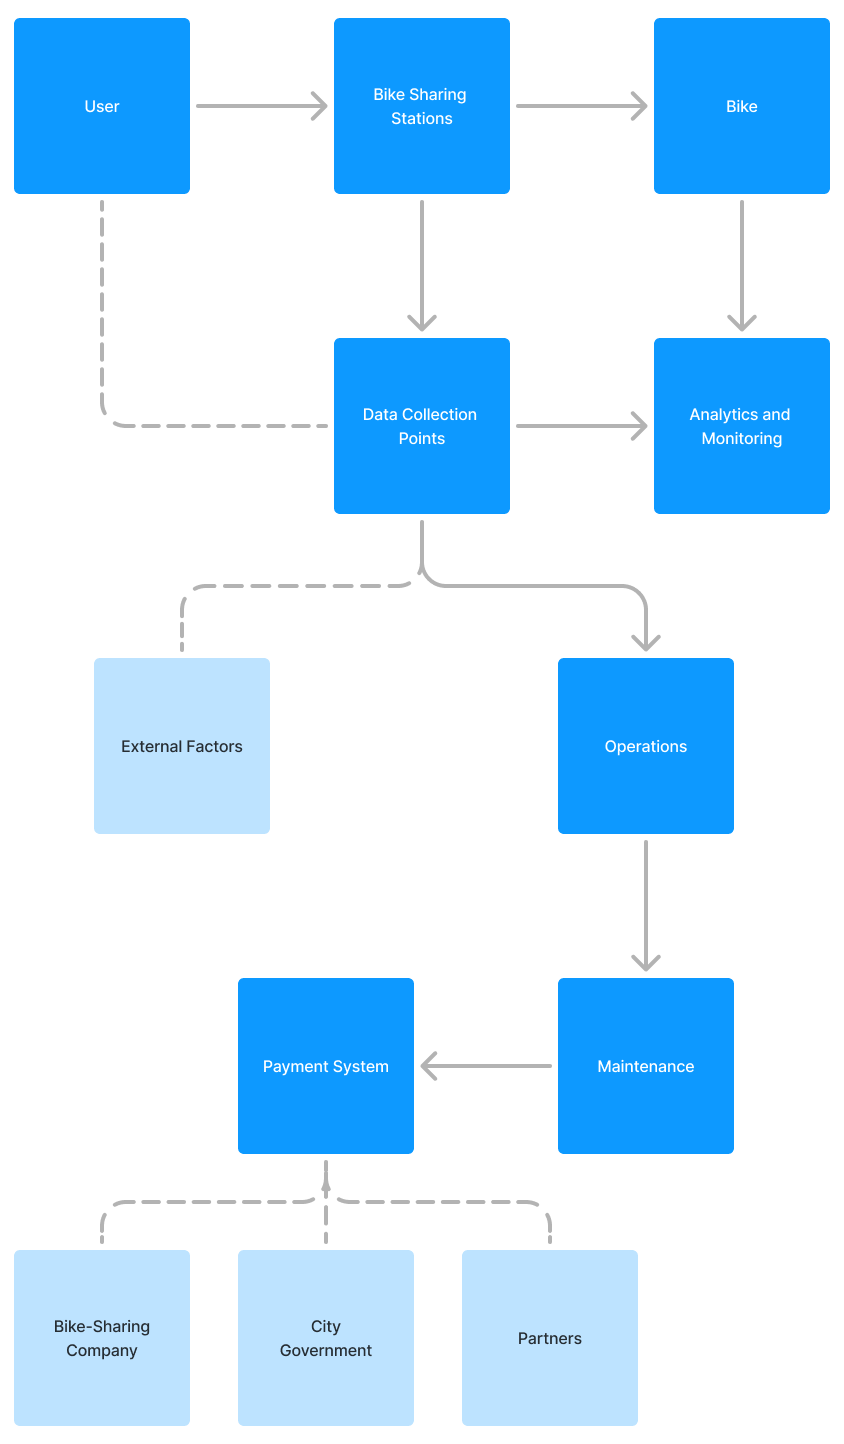 User
Bike Sharing
Stations
Bike
Data Collection
Points
Analytics and
Monitoring
External Factors
Operations
Payment System
Maintenance
Bike-Sharing
Company
City
Government
Partners